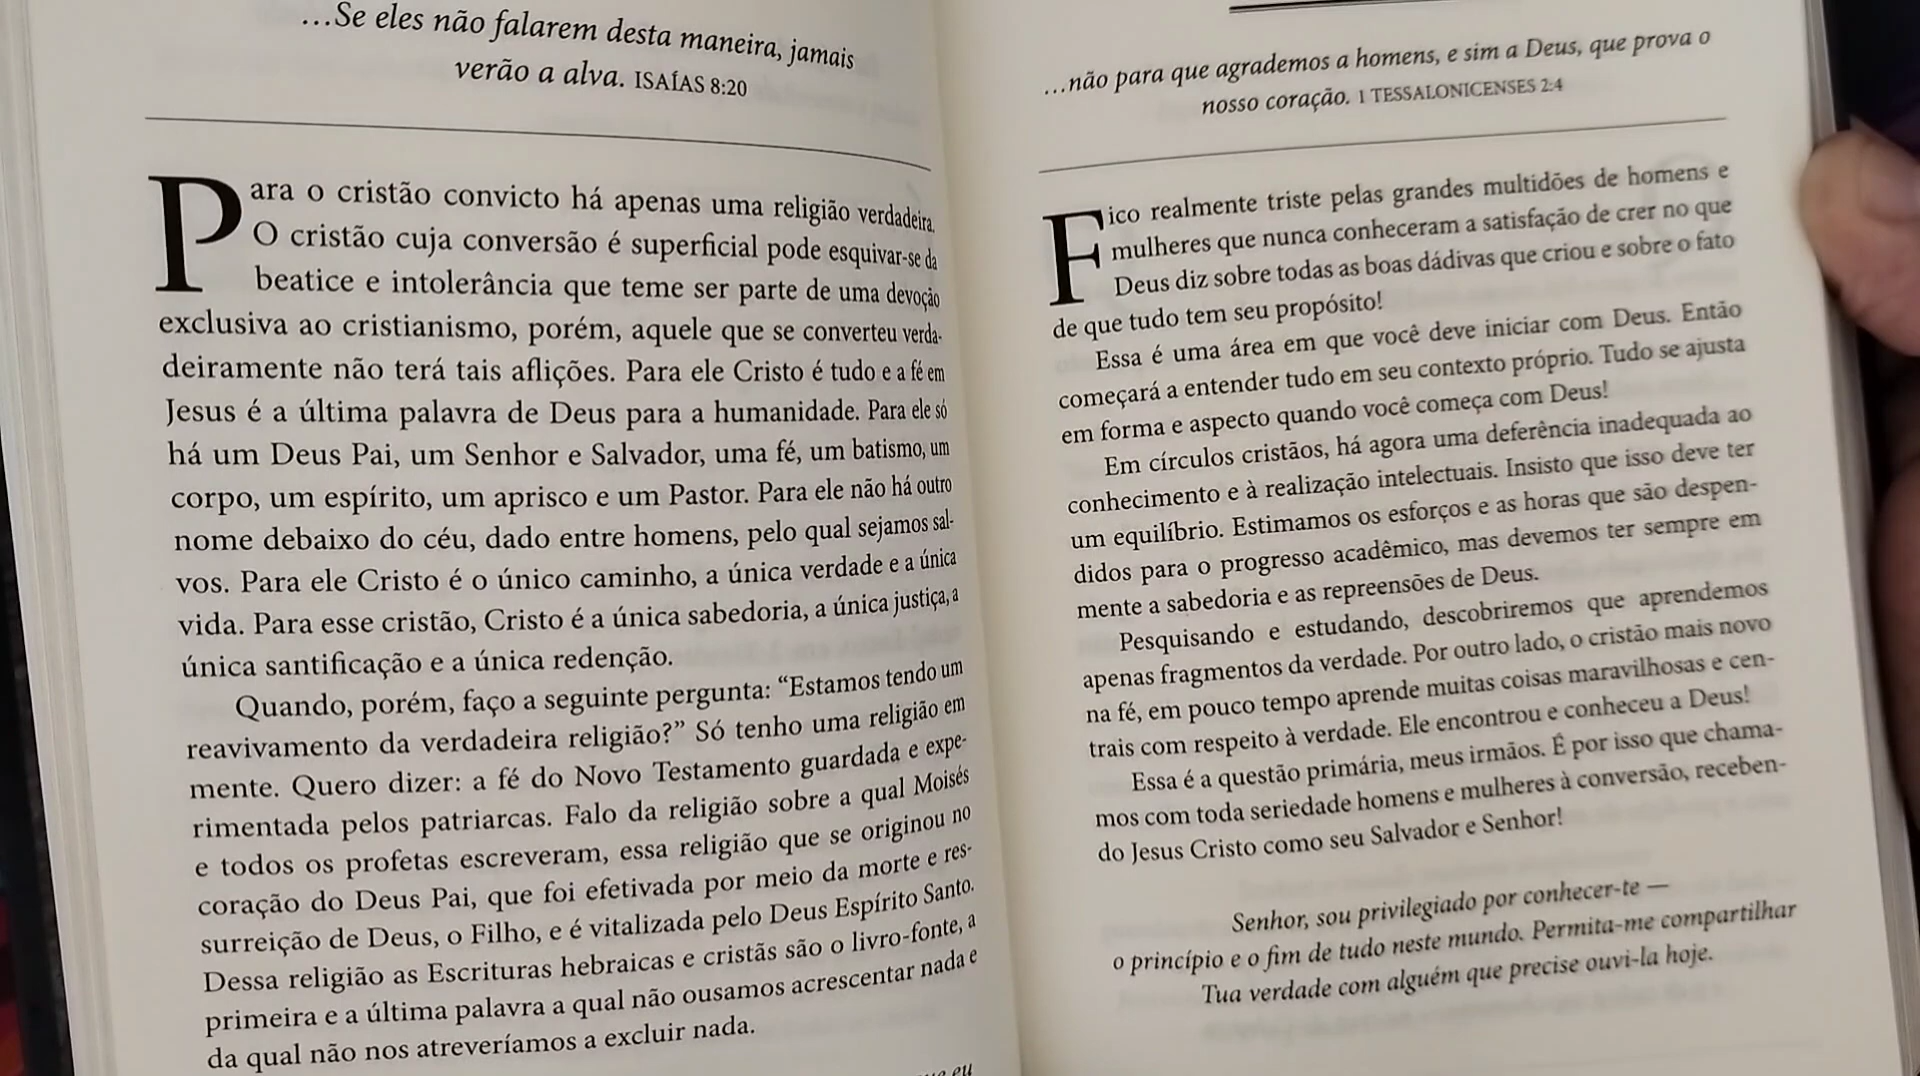 ...Se eles não falarem desta maneira, jamais
verão a alva. ISAÍAS 8:20
Para o cristão convicto há apenas uma religião verdadeira.
O cristão cuja conversão é superficial pode esquivar-se da
beatice e intolerância que teme ser parte de uma devoção
exclusiva ao cristianismo, porém, aquele que se converteu verda-
deiramente não terá tais aflições. Para ele Cristo é tudo e a fé em
Jesus é a última palavra de Deus para a humanidade. Para ele só
há um Deus Pai, um Senhor e Salvador, uma fé, um batismo, um
corpo, um espírito, um aprisco e um Pastor. Para ele não há outro
nome debaixo do céu, dado entre homens, pelo qual sejamos sal-
vos. Para ele Cristo é o único caminho, a única verdade e a única
vida. Para esse cristão, Cristo é a única sabedoria, a única justiça, a
única santificação e a única redenção.
Quando, porém, faço a seguinte pergunta: “Estamos tendo um
reavivamento da verdadeira religião?” Só tenho uma religião em
mente. Quero dizer: a fé do Novo Testamento guardada e expe-
rimentada pelos patriarcas. Falo da religião sobre a qual Moisés
e todos os profetas escreveram, essa religião que se originou no
coração do Deus Pai, que foi efetivada por meio da morte e res-
surreição de Deus, o Filho, e é vitalizada pelo Deus Espírito Santo.
Dessa religião as Escrituras hebraicas e cristãs são o livro-fonte, a
primeira e a última palavra a qual não ousamos acrescentar nada e
da qual não nos atreveríamos a excluir nada.
eu
...não para que agrademos a homens, e sim a Deus, que prova o
nosso coração. 1 TESSALONICENSES 2:4
Fico realmente triste pelas grandes multidões de homens e
mulheres que nunca conheceram a satisfação de crer no que
Deus diz sobre todas as boas dádivas que criou e sobre o fato
de que tudo tem seu propósito!
Essa é uma área em que você deve iniciar com Deus. Então
começará a entender tudo em seu contexto próprio. Tudo se ajusta
em forma e aspecto quando você começa com Deus!
Em círculos cristãos, há agora uma deferência inadequada ao
conhecimento e à realização intelectuais. Insisto que isso deve ter
um equilíbrio. Estimamos os esforços e as horas que são despen-
didos para o progresso acadêmico, mas devemos ter sempre em
mente a sabedoria e as repreensões de Deus.
Pesquisando e estudando, descobriremos que aprendemos
apenas fragmentos da verdade. Por outro lado, o cristão mais novo
na fé, em pouco tempo aprende muitas coisas maravilhosas e cen-
trais com respeito à verdade. Ele encontrou e conheceu a Deus!
Essa é a questão primária, meus irmãos. É por isso que chama-
mos com toda seriedade homens e mulheres à conversão, receben-
do Jesus Cristo como seu Salvador e Senhor!
Senhor, sou privilegiado por conhecer-te —
o princípio e o fim de tudo neste mundo. Permita-me compartilhar
Tua verdade com alguém que precise ouvi-la hoje.